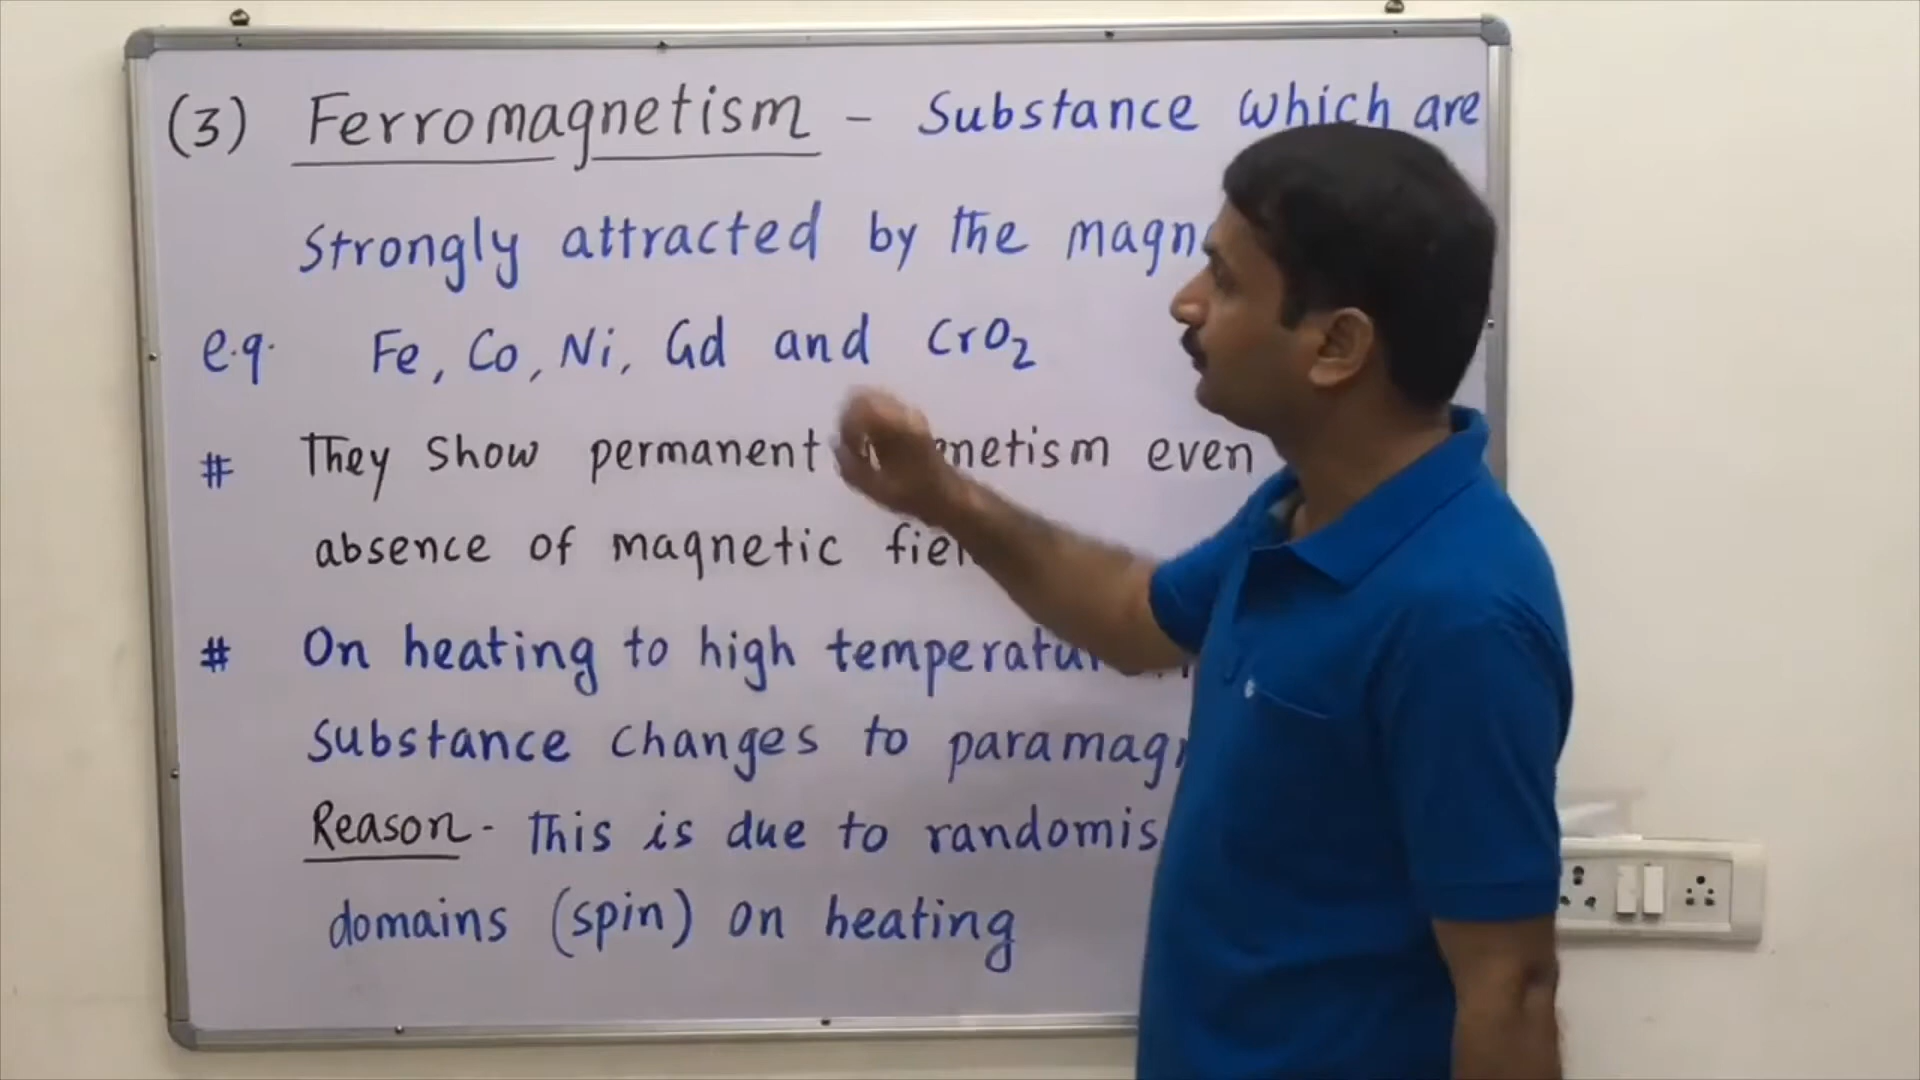 (3) Ferromagnetism - Substance which are
strongly attracted by the
e.g. Fe, Co, Ni, Gd and CrO2
# They show permanent even
absence of magnetic
# On heating to high
substance changes to
Reason - This is due to
domains (spin) on heating